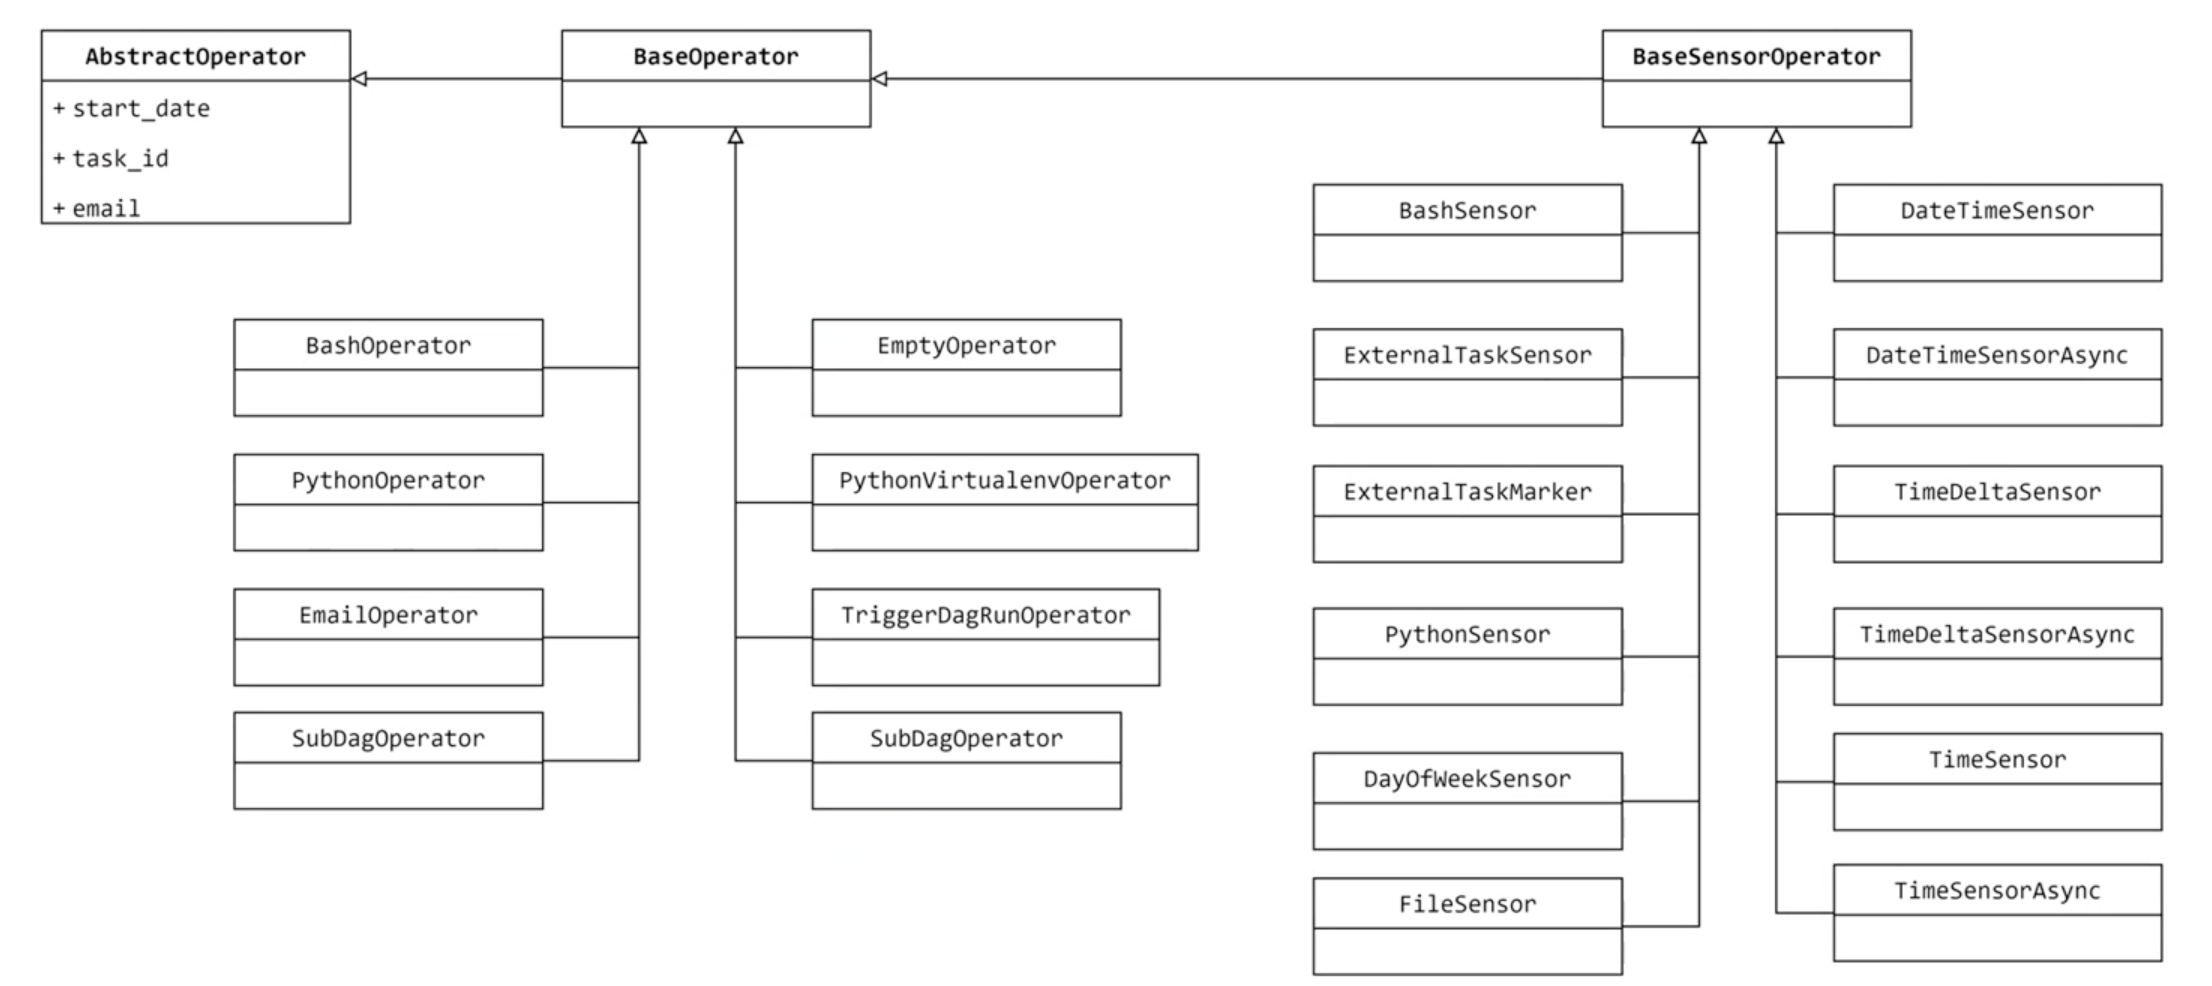 AbstractOperator
+ start_date
+ task_id
+ email
BaseOperator
BaseSensorOperator
BashOperator
PythonOperator
EmailOperator
SubDagOperator
EmptyOperator
PythonVirtualenvOperator
TriggerDagRunOperator
SubDagOperator
BashSensor
ExternalTaskSensor
ExternalTaskMarker
PythonSensor
DayOfWeekSensor
FileSensor
DateTimeSensor
DateTimeSensorAsync
TimeDeltaSensor
TimeDeltaSensorAsync
TimeSensor
TimeSensorAsync